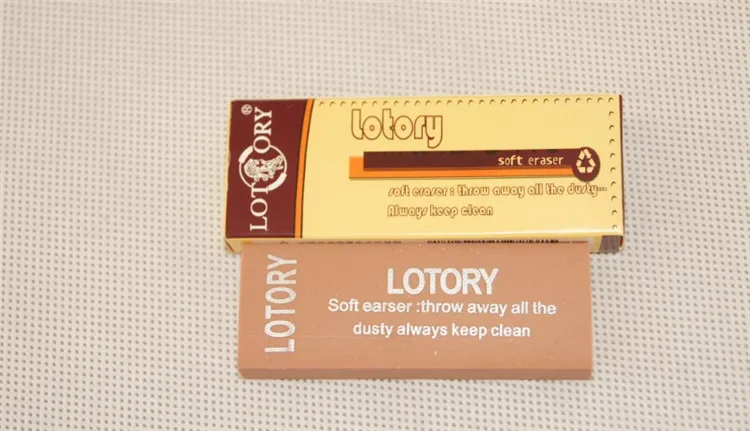 LOTORY®
Lotory
soft eraser
soft eraser : throw away all the dusty...
Always keep clean
LOTORY
LOTORY
Soft earser :throw away all the
dusty always keep clean